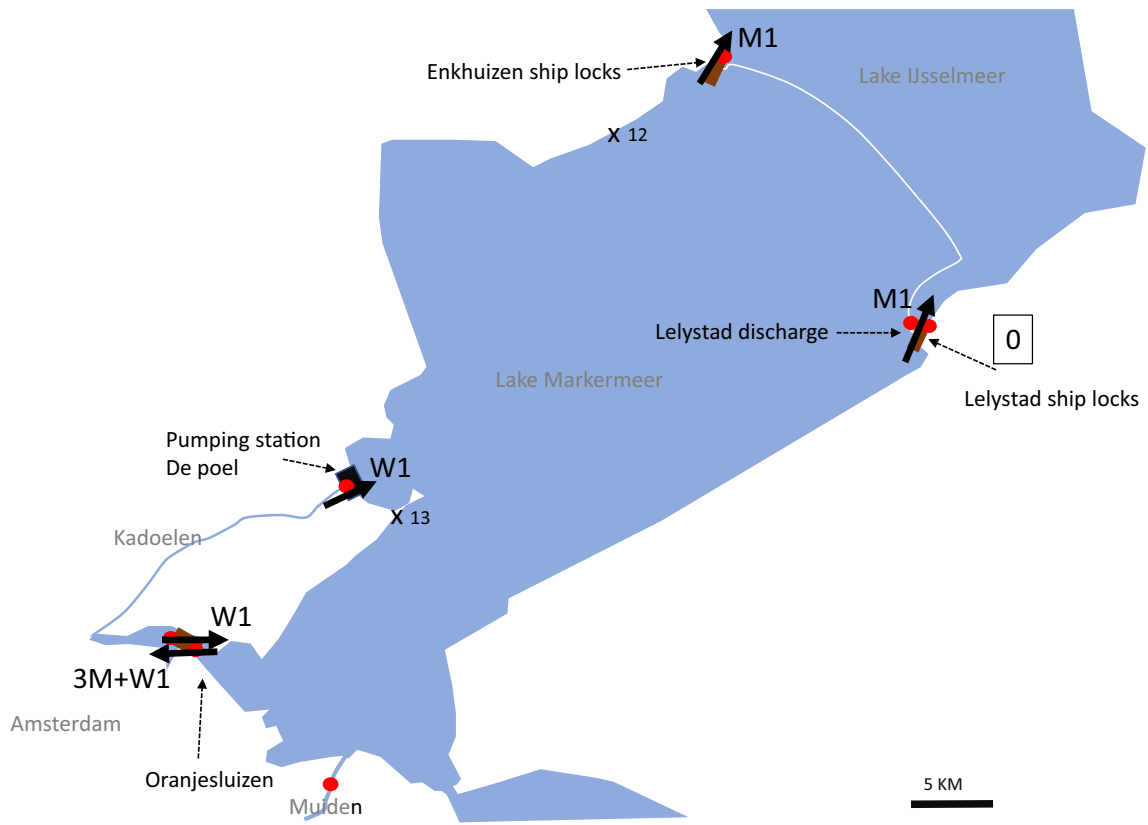 M1
Enkhuizen ship locks
Lake IJsselmeer
x 12
M1
Lelystad discharge
0
Lake Markermeer
Lelystad ship locks
Pumping station
De poel
W1
x 13
Kadoelen
W1
3M+W1
Amsterdam
Oranjesluizen
Muiden
5 KM